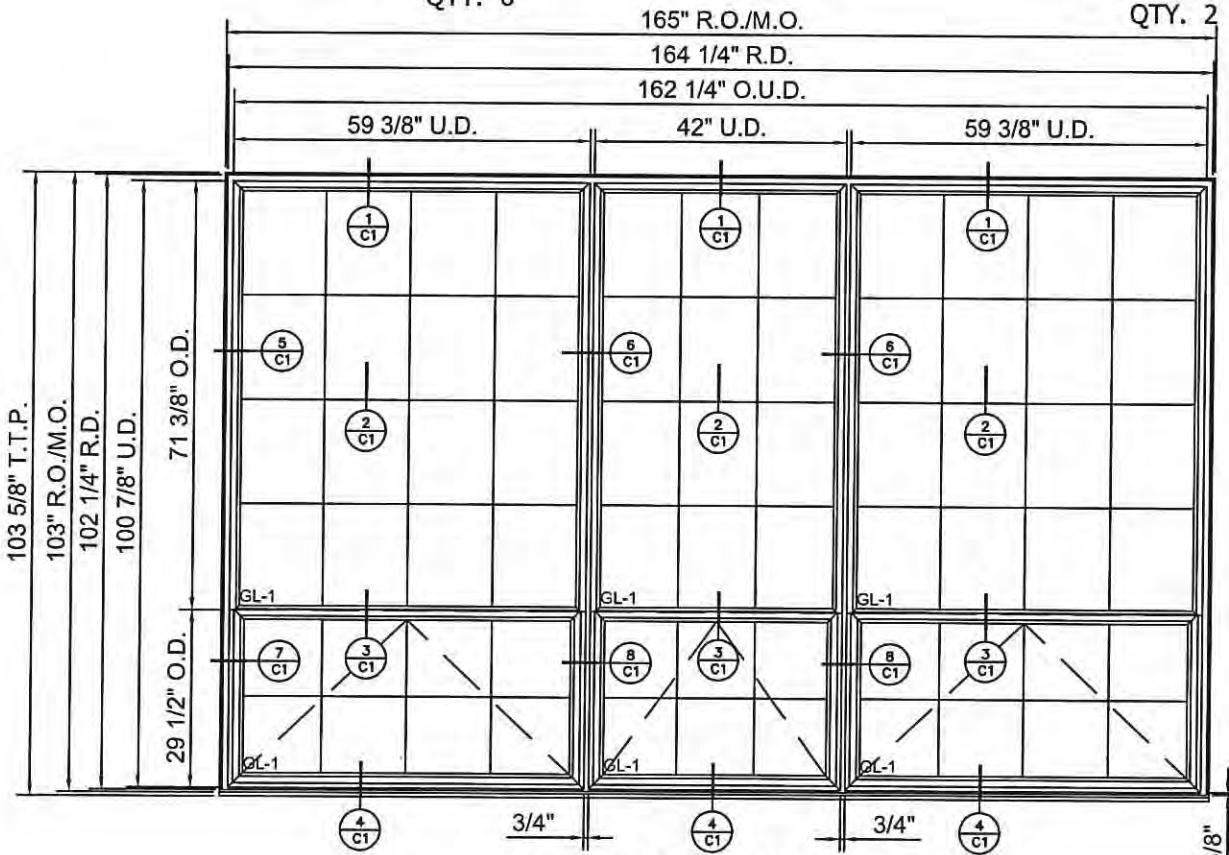 QTY. 2
165" R.O./M.O.
164 1/4" R.D.
162 1/4" O.U.D.
59 3/8" U.D.
42" U.D.
59 3/8" U.D.
103 5/8" T.T.P.
103" R.O./M.O.
102 1/4" R.D.
100 7/8" U.D.
71 3/8" O.D.
29 1/2" O.D.
1
C1
1
C1
1
C1
5
C1
6
C1
6
C1
2
C1
2
C1
2
C1
GL-1
GL-1
GL-1
7
C1
3
C1
8
C1
3
C1
8
C1
3
C1
GL-1
GL-1
GL-1
4
C1
3/4"
4
C1
3/4"
4
C1